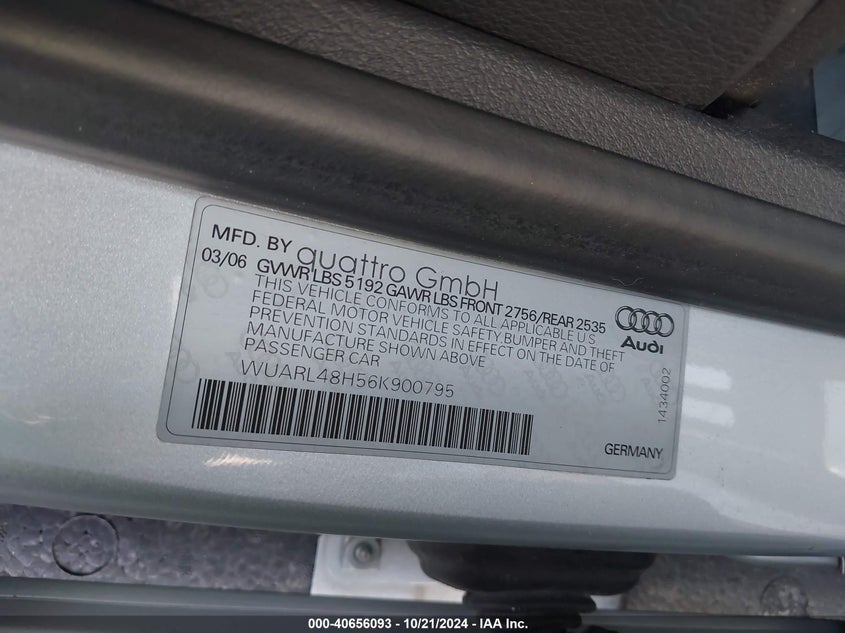 MFD. BY quattro GmbH
03/06 GVWR LBS 5192 GAWR LBS FRONT 2756/REAR 2535
THIS VEHICLE CONFORMS TO ALL APPLICABLE U S
FEDERAL MOTOR VEHICLE SAFETY,BUMPER AND THEFT
PREVENTION STANDARDS IN EFFECT ON THE DATE OF
MANUFACTURE SHOWN ABOVE
PASSENGER CAR
WUARL48H56K900795
Audi
1434002
GERMANY
000-40656093 - 10/21/2024 - IAA Inc.